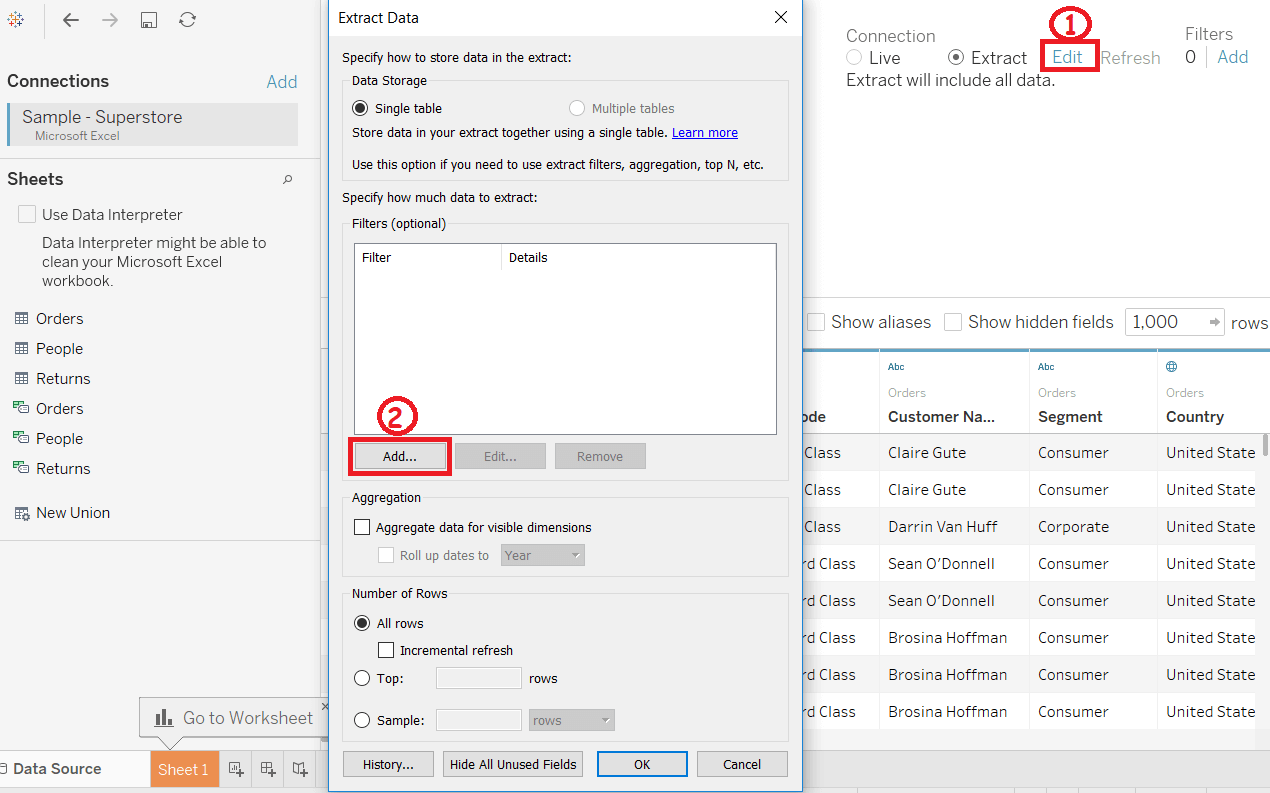 Connections
Add
Sample - Superstore
Microsoft Excel
Sheets
Use Data Interpreter
Data Interpreter might be able to
clean your Microsoft Excel
workbook.
Orders
People
Returns
Orders
People
Returns
New Union
Go to Worksheet
Data Source
Sheet 1
Extract Data
Specify how to store data in the extract:
Data Storage
Single table
Multiple tables
Store data in your extract together using a single table. Learn more
Use this option if you need to use extract filters, aggregation, top N, etc.
Specify how much data to extract:
Filters (optional)
Filter Details
2
Add... Edit... Remove
Aggregation
Aggregate data for visible dimensions
Roll up dates to Year
Number of Rows
All rows
Incremental refresh
Top: rows
Sample: rows
History... Hide All Unused Fields OK Cancel
1
Connection
Live Extract Edit Refresh
Extract will include all data.
Filters
0 Add
Show aliases Show hidden fields 1,000 rows
Abc Abc
Orders Orders Orders
ode Customer Na... Segment Country
Class Claire Gute Consumer United State
Class Claire Gute Consumer United State
Class Darrin Van Huff Corporate United State
rd Class Sean O'Donnell Consumer United State
rd Class Sean O'Donnell Consumer United State
rd Class Brosina Hoffman Consumer United State
rd Class Brosina Hoffman Consumer United State
rd Class Brosina Hoffman Consumer United State